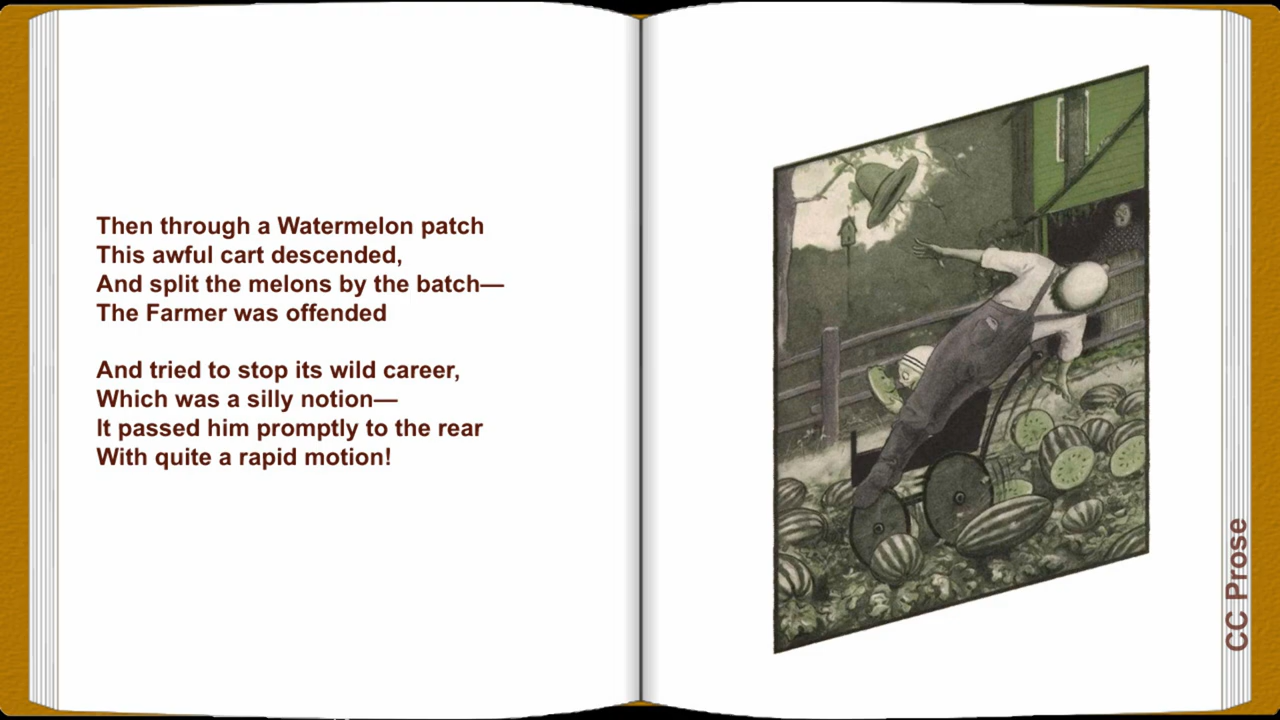 Then through a Watermelon patch
This awful cart descended,
And split the melons by the batch—
The Farmer was offended
And tried to stop its wild career,
Which was a silly notion—
It passed him promptly to the rear
With quite a rapid motion!
CC Prose